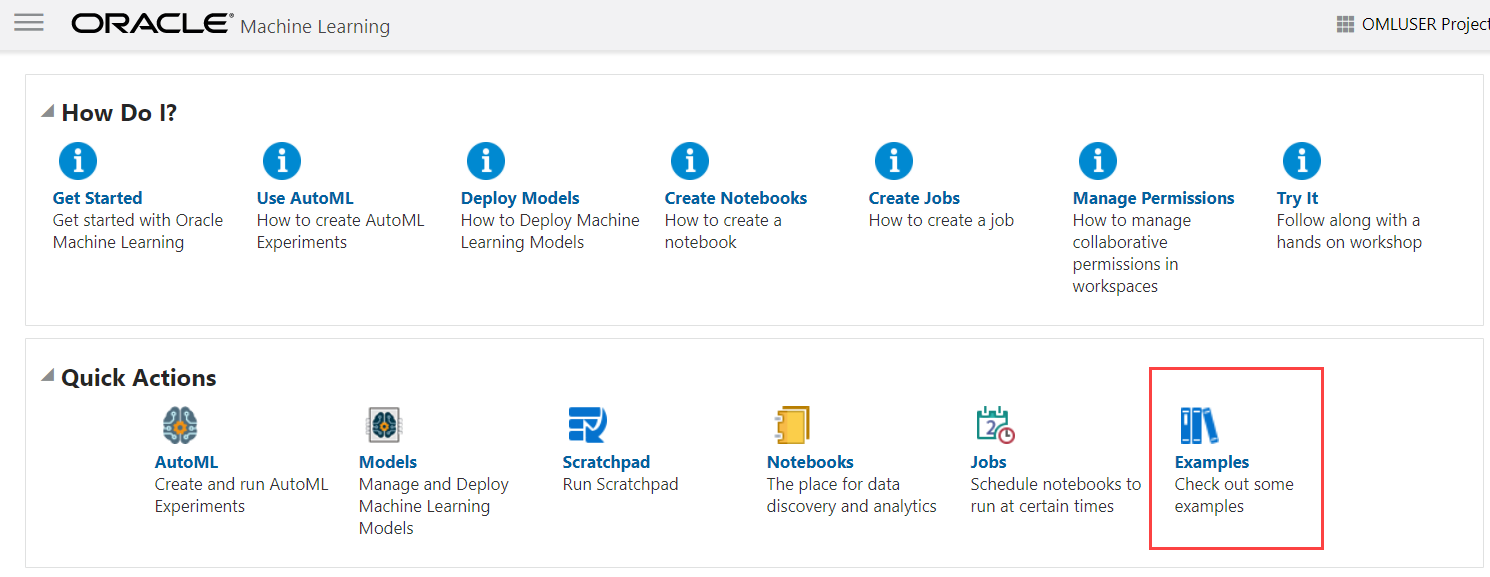 ORACLE® Machine Learning
OMLUSER Project
How Do I?
Get Started
Get started with Oracle
Machine Learning
Use AutoML
How to create AutoML
Experiments
Deploy Models
How to Deploy Machine
Learning Models
Create Notebooks
How to create a
notebook
Create Jobs
How to create a job
Manage Permissions
How to manage
collaborative
permissions in
workspaces
Try It
Follow along with a
hands on workshop
Quick Actions
AutoML
Create and run AutoML
Experiments
Models
Manage and Deploy
Machine Learning
Models
Scratchpad
Run Scratchpad
Notebooks
The place for data
discovery and analytics
2
Jobs
Schedule notebooks to
run at certain times
Examples
Check out some
examples